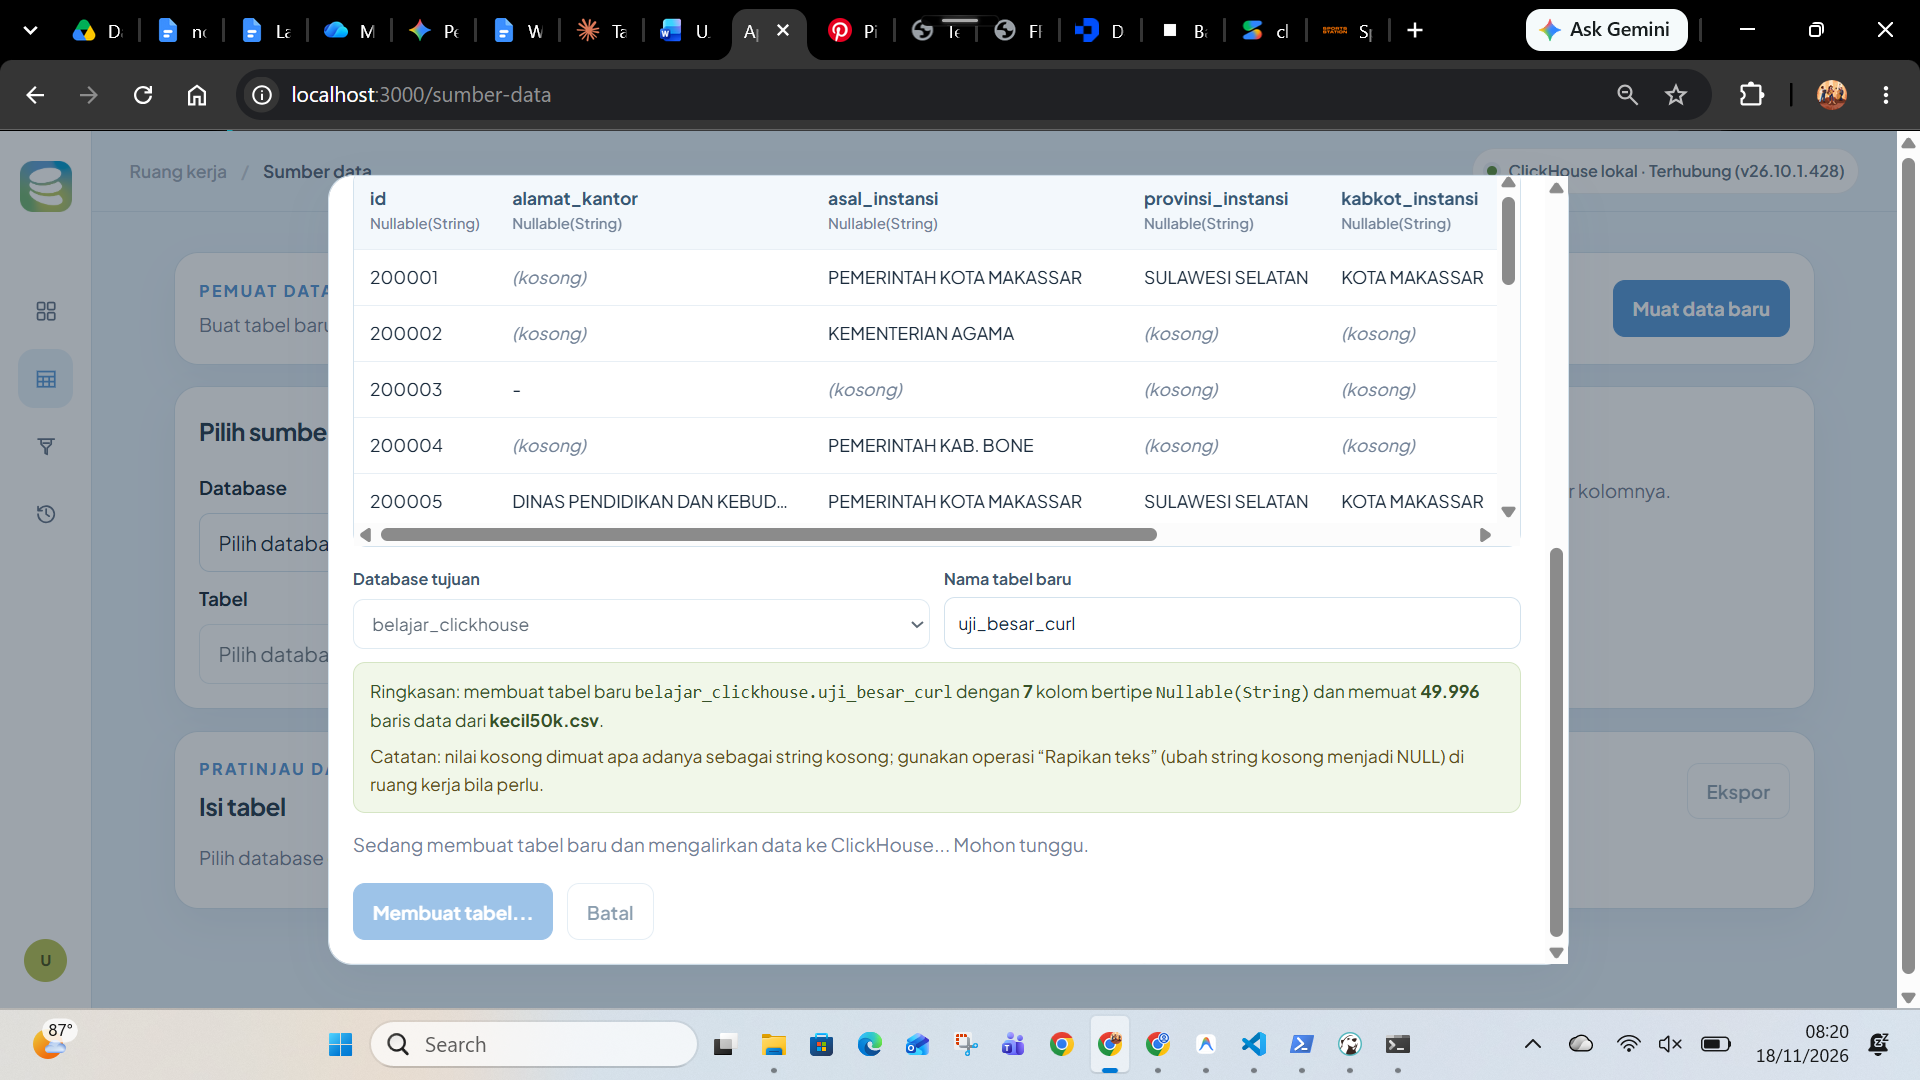 Ask Gemini
localhost:3000/sumber-data
Ruang kerja / Sumber data
ClickHouse lokal · Terhubung (v26.10.1.428)
PEMUAT DATA
Buat tabel baru
Muat data baru
Pilih sumbe
Database
Pilih databa
Tabel
Pilih databa
r kolomnya.
PRATINJAU DA
Isi tabel
Pilih database
Ekspor
U
id alamat_kantor asal_instansi provinsi_instansi kabkot_instansi
Nullable(String) Nullable(String) Nullable(String) Nullable(String) Nullable(String)
200001 (kosong) PEMERINTAH KOTA MAKASSAR SULAWESI SELATAN KOTA MAKASSAR
200002 (kosong) KEMENTERIAN AGAMA (kosong) (kosong)
200003 - (kosong) (kosong) (kosong)
200004 (kosong) PEMERINTAH KAB. BONE (kosong) (kosong)
200005 DINAS PENDIDIKAN DAN KEBUD... PEMERINTAH KOTA MAKASSAR SULAWESI SELATAN KOTA MAKASSAR
Database tujuan Nama tabel baru
belajar_clickhouse uji_besar_curl
Ringkasan: membuat tabel baru belajar_clickhouse.uji_besar_curl dengan 7 kolom bertipe Nullable(String) dan memuat 49.996
baris data dari kecil50k.csv.
Catatan: nilai kosong dimuat apa adanya sebagai string kosong; gunakan operasi “Rapikan teks” (ubah string kosong menjadi NULL) di
ruang kerja bila perlu.
Sedang membuat tabel baru dan mengalirkan data ke ClickHouse... Mohon tunggu.
Membuat tabel... Batal
87°
Search
08:20
18/11/2026